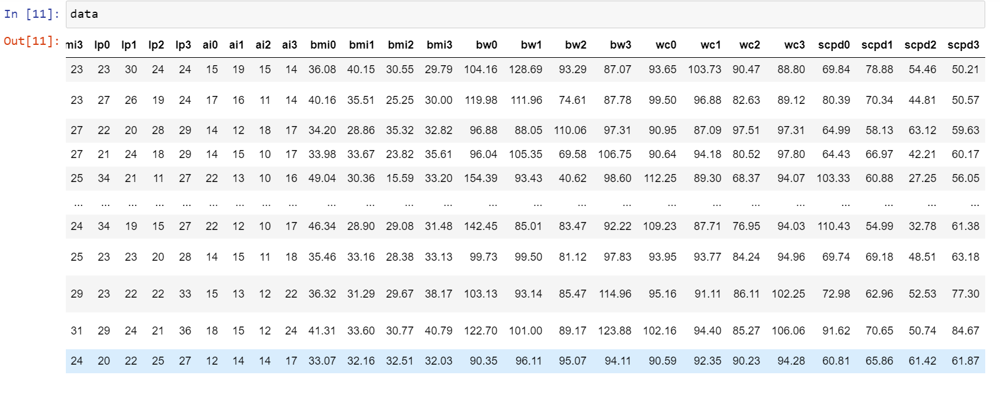 In [11]: data
Out[11]:
mi3 lp0 lp1 lp2 lp3 ai0 ai1 ai2 ai3 bmi0 bmi1 bmi2 bmi3 bw0 bw1 bw2 bw3 wc0 wc1 wc2 wc3 scpd0 scpd1 scpd2 scpd3
23 23 30 24 24 15 19 15 14 36.08 40.15 30.55 29.79 104.16 128.69 93.29 87.07 93.65 103.73 90.47 88.80 69.84 78.88 54.46 50.21
23 27 26 19 24 17 16 11 14 40.16 35.51 25.25 30.00 119.98 111.96 74.61 87.78 99.50 96.88 82.63 89.12 80.39 70.34 44.81 50.57
27 22 20 28 29 14 12 18 17 34.20 28.86 35.32 32.82 96.88 88.05 110.06 97.31 90.95 87.09 97.51 97.31 64.99 58.13 63.12 59.63
27 21 24 18 29 14 15 10 17 33.98 33.67 23.82 35.61 96.04 105.35 69.58 106.75 90.64 94.18 80.52 97.80 64.43 66.97 42.21 60.17
25 34 21 11 27 22 13 10 16 49.04 30.36 15.59 33.20 154.39 93.43 40.62 98.60 112.25 89.30 68.37 94.07 103.33 60.88 27.25 56.05
... ... ... ... ... ... ... ... ... ... ... ... ... ... ... ... ... ... ... ... ... ... ... ... ...
24 34 19 15 27 22 12 10 17 46.34 28.90 29.08 31.48 142.45 85.01 83.47 92.22 109.23 87.71 76.95 94.03 110.43 54.99 32.78 61.38
25 23 23 20 28 14 15 11 18 35.46 33.16 28.38 33.13 99.73 99.50 81.12 97.83 93.95 93.77 84.24 94.96 69.74 69.18 48.51 63.18
29 23 22 22 33 15 13 12 22 36.32 31.29 29.67 38.17 103.13 93.14 85.47 114.96 95.16 91.11 86.11 102.25 72.98 62.96 52.53 77.30
31 29 24 21 36 18 15 12 24 41.31 33.60 30.77 40.79 122.70 101.00 89.17 123.88 102.16 94.40 85.27 106.06 91.62 70.65 50.74 84.67
24 20 22 25 27 12 14 14 17 33.07 32.16 32.51 32.03 90.35 96.11 95.07 94.11 90.59 92.35 90.23 94.28 60.81 65.86 61.42 61.87